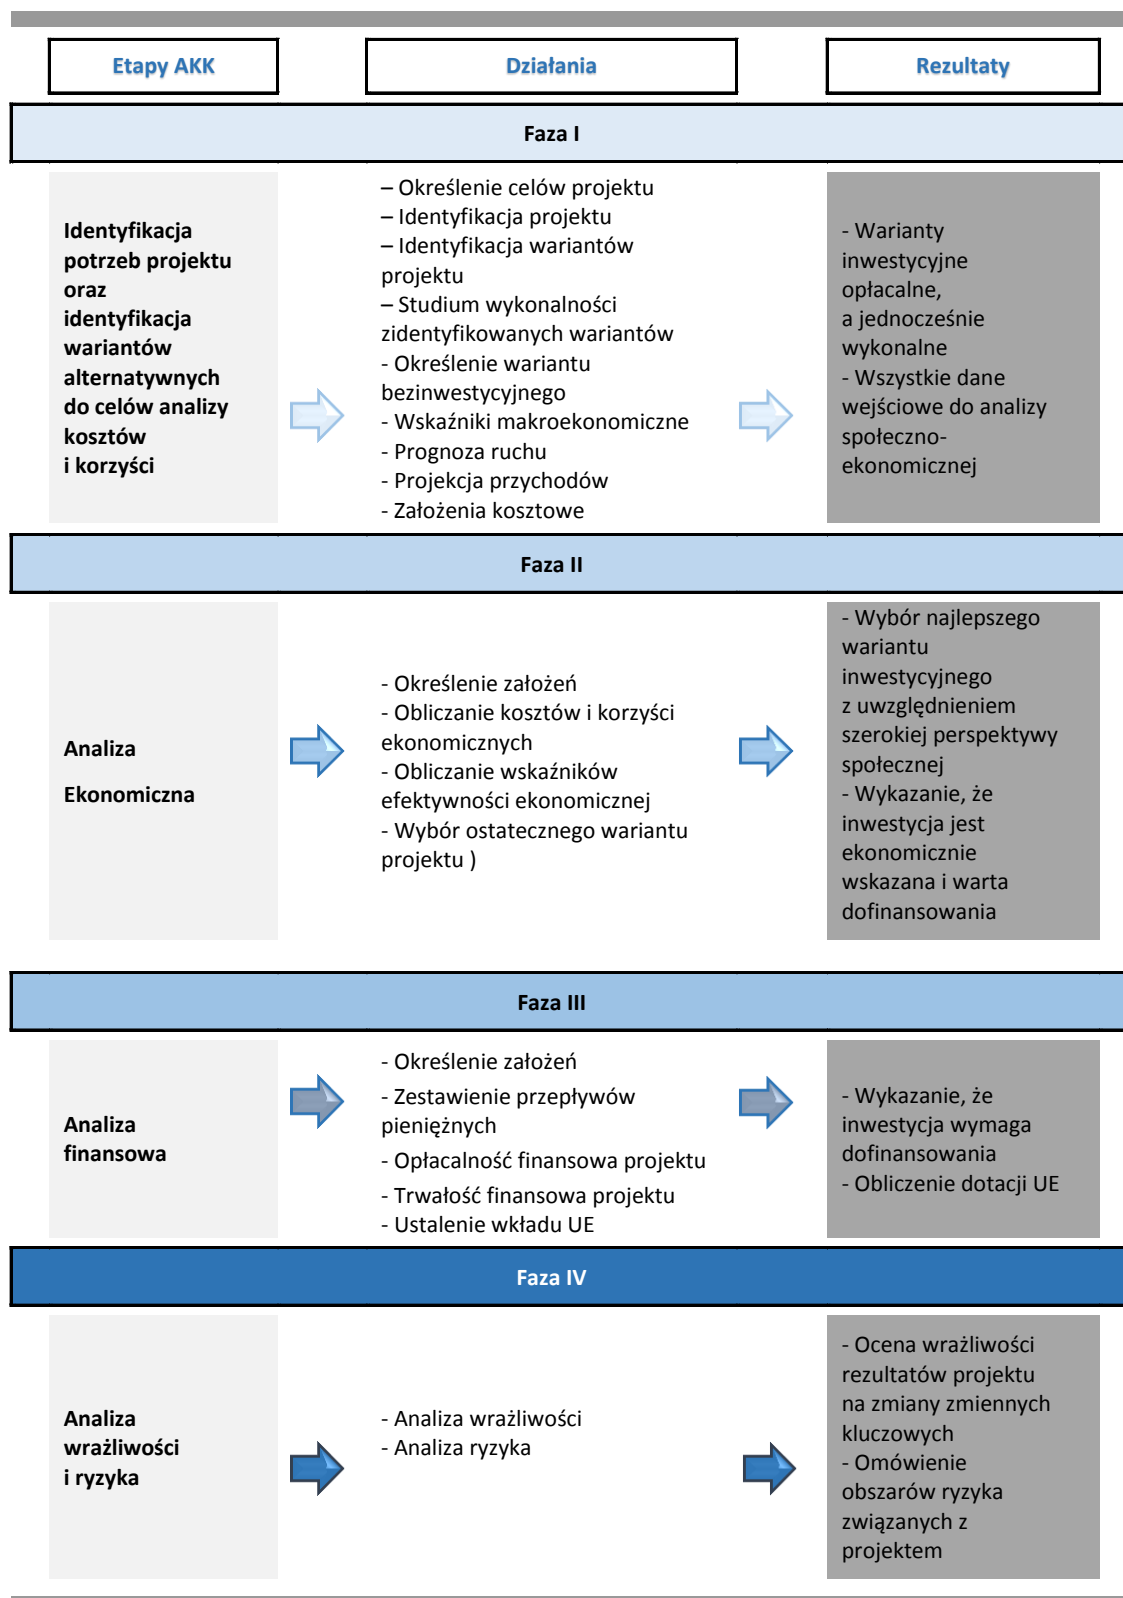 Etapy AKK
Działania
Rezultaty
Faza I
Identyfikacja
potrzeb projektu
oraz
identyfikacja
wariantów
alternatywnych
do celów analizy
kosztów
i korzyści
– Określenie celów projektu
– Identyfikacja projektu
– Identyfikacja wariantów
projektu
– Studium wykonalności
zidentyfikowanych wariantów
- Określenie wariantu
bezinwestycyjnego
- Wskaźniki makroekonomiczne
- Prognoza ruchu
- Projekcja przychodów
- Założenia kosztowe
- Warianty
inwestycyjne
opłacalne,
a jednocześnie
wykonalne
- Wszystkie dane
wejściowe do analizy
społeczno-
ekonomicznej
Faza II
Analiza
Ekonomiczna
- Określenie założeń
- Obliczanie kosztów i korzyści
ekonomicznych
- Obliczanie wskaźników
efektywności ekonomicznej
- Wybór ostatecznego wariantu
projektu )
- Wybór najlepszego
wariantu
inwestycyjnego
z uwzględnieniem
szerokiej perspektywy
społecznej
- Wykazanie, że
inwestycja jest
ekonomicznie
wskazana i warta
dofinansowania
Faza III
Analiza
finansowa
- Określenie założeń
- Zestawienie przepływów
pieniężnych
- Opłacalność finansowa projektu
- Trwałość finansowa projektu
- Ustalenie wkładu UE
- Wykazanie, że
inwestycja wymaga
dofinansowania
- Obliczenie dotacji UE
Faza IV
Analiza
wrażliwości
i ryzyka
- Analiza wrażliwości
- Analiza ryzyka
- Ocena wrażliwości
rezultatów projektu
na zmiany zmiennych
kluczowych
- Omówienie
obszarów ryzyka
związanych z
projektem